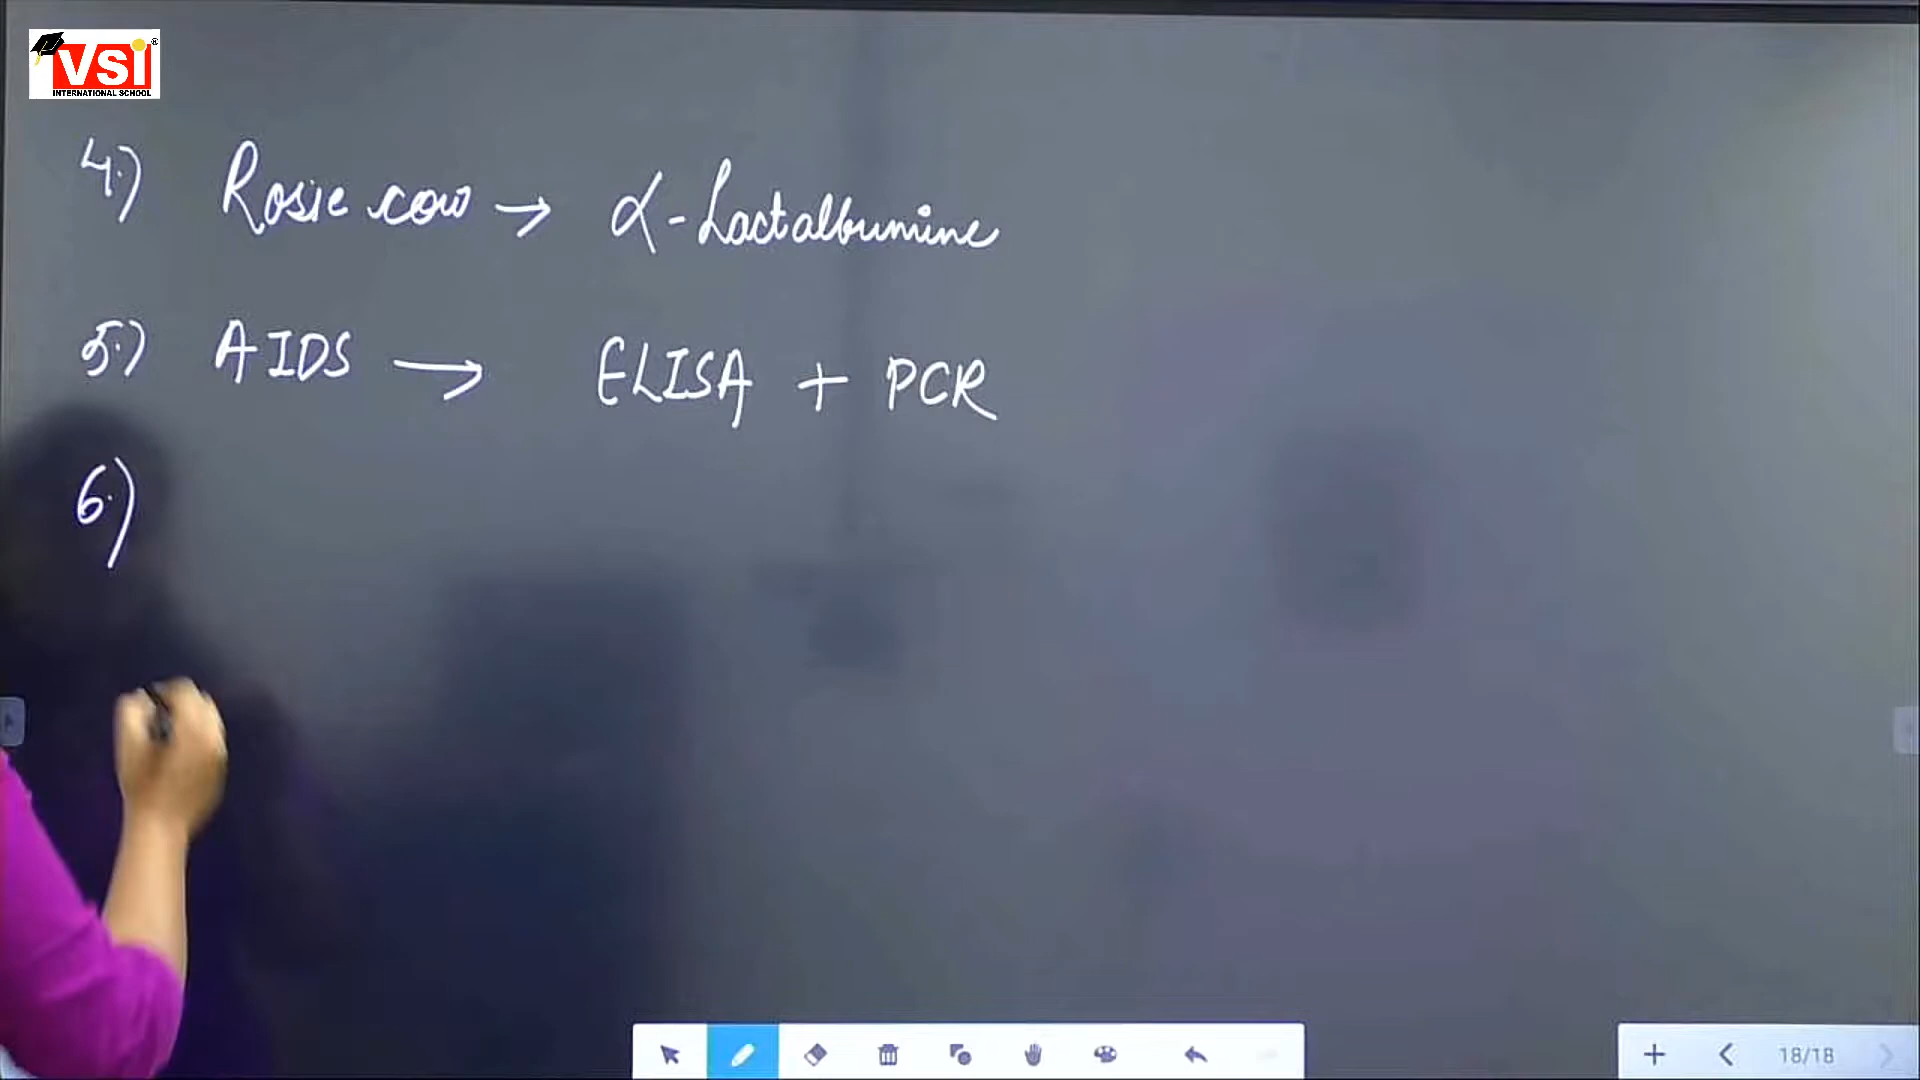 VSI
INTERNATIONAL SCHOOL
4.) Rosie cow → α-Lactalbumine
5.) AIDS → ELISA + PCR
6.)
18/18